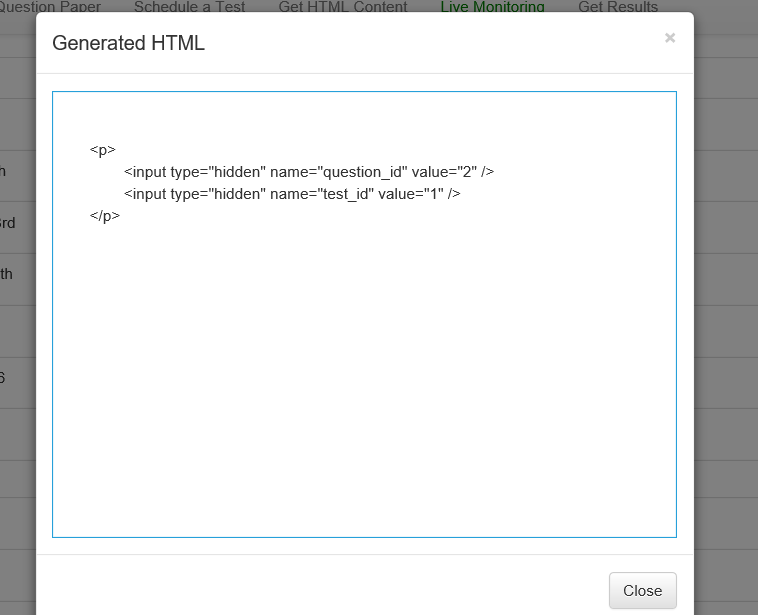 Question Paper Schedule a Test Get HTML Content Live Monitoring Get Results
Generated HTML
×
<p>
<input type="hidden" name="question_id" value="2" />
<input type="hidden" name="test_id" value="1" />
</p>
h
3rd
th
6
Close